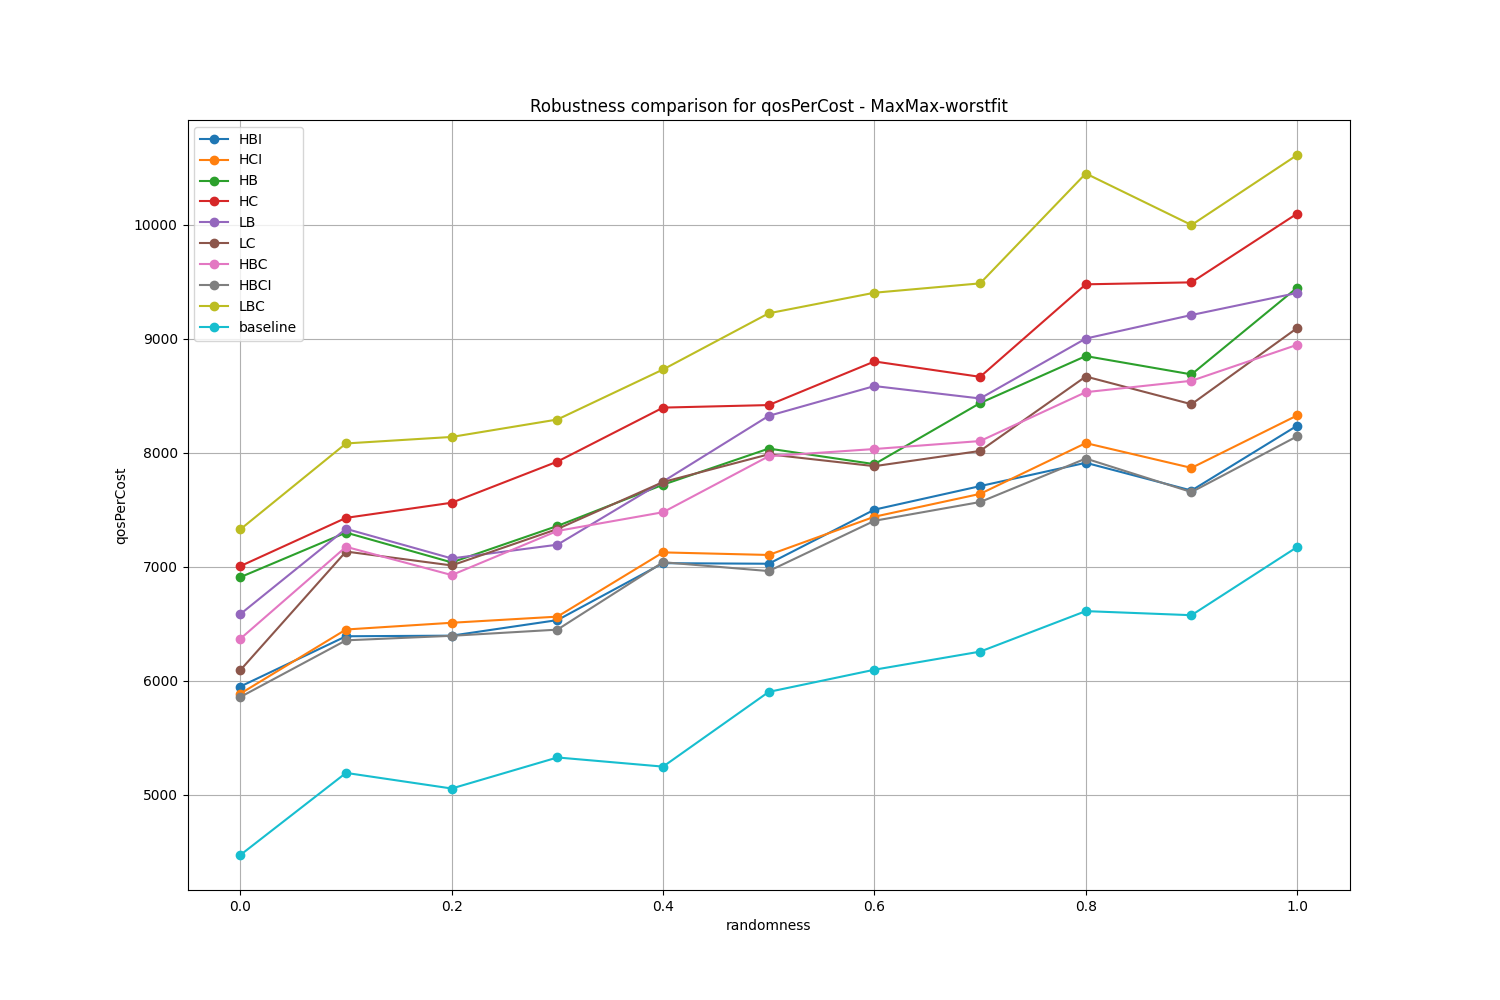 Robustness comparison for qosPerCost - MaxMax-worstfit
HBI
HCI
HB
HC
LB
LC
HBC
HBCI
LBC
baseline
10000
9000
8000
7000
6000
5000
qosPerCost
0.0 0.2 0.4 0.6 0.8 1.0
randomness